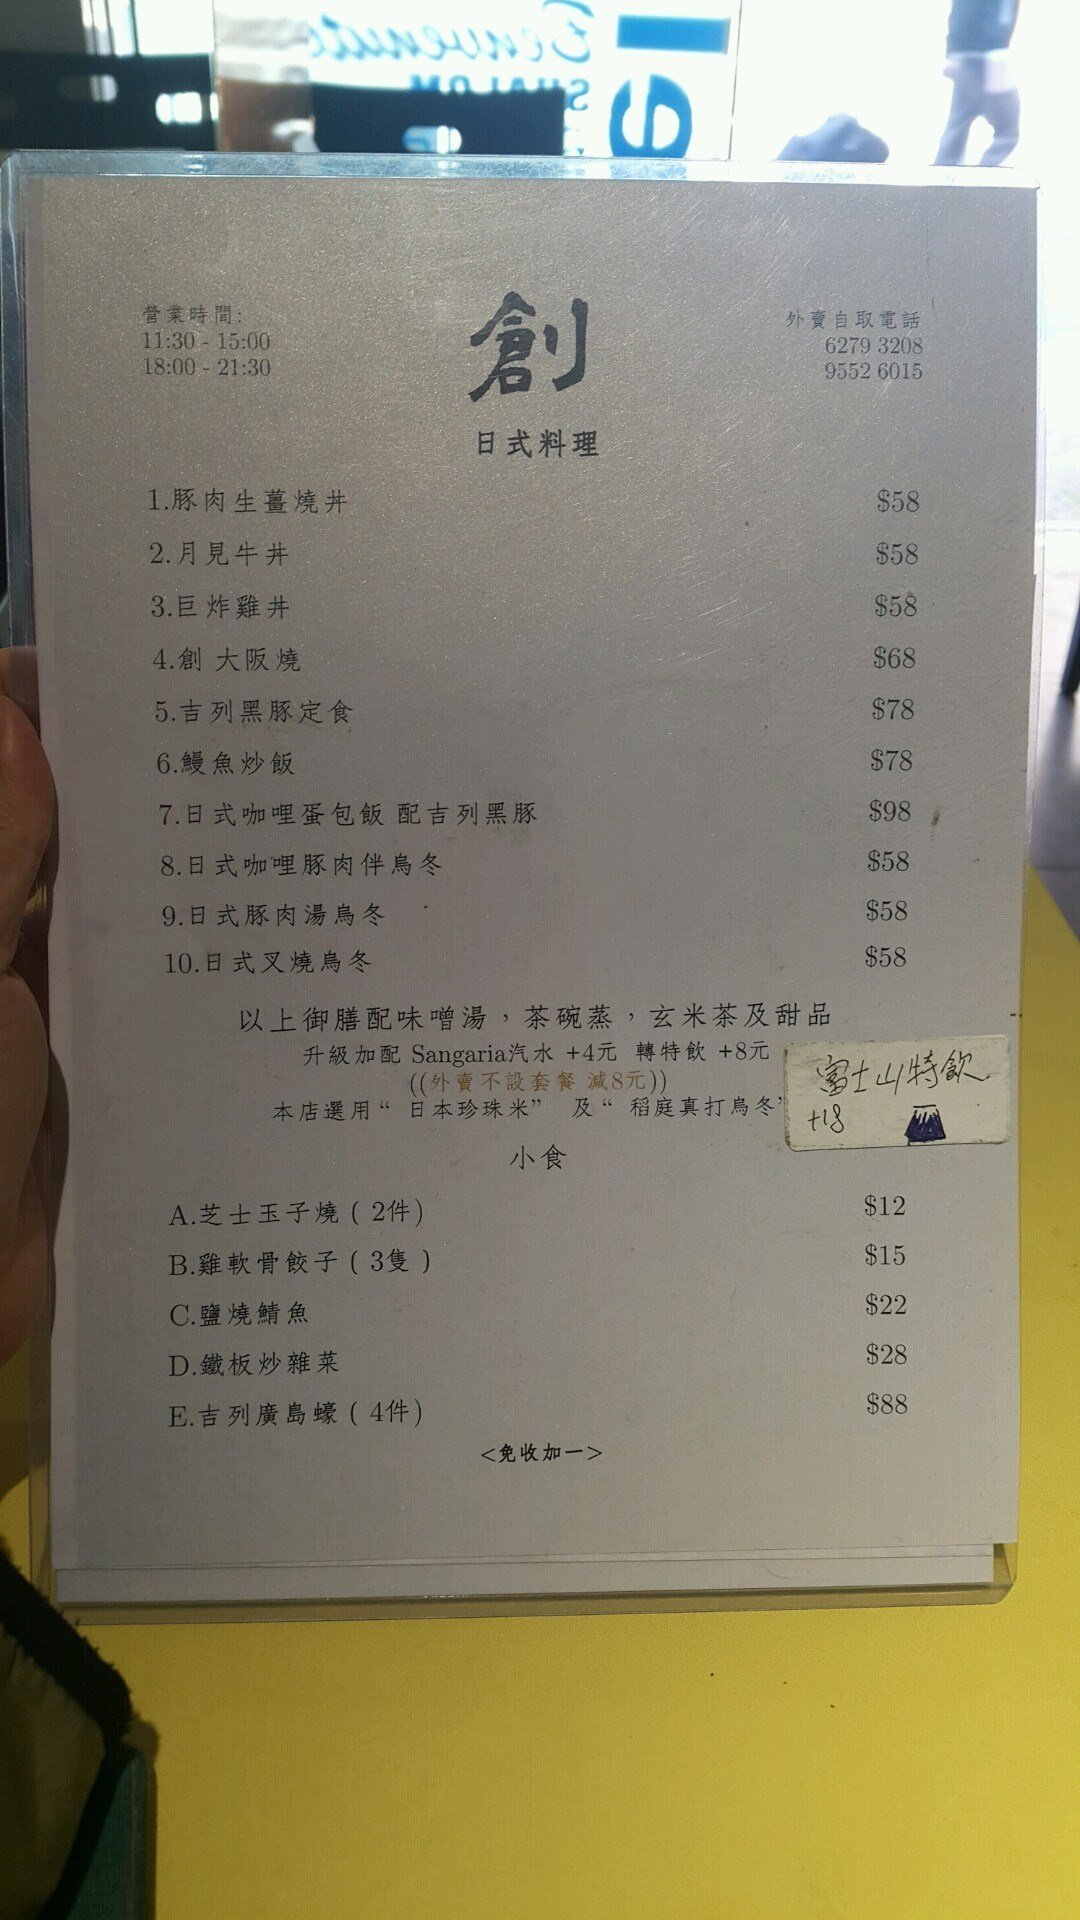 Benvenuto
SHALOM
e
營業時間:
11:30 - 15:00
18:00 - 21:30
創
日式料理
外賣自取電話
6279 3208
9552 6015
1.豚肉生薑燒丼 $58
2.月見牛丼 $58
3.巨炸雞丼 $58
4.創 大阪燒 $68
5.吉列黑豚定食 $78
6.鰻魚炒飯 $78
7.日式咖哩蛋包飯 配吉列黑豚 $98
8.日式咖哩豚肉伴烏冬 $58
9.日式豚肉湯烏冬 $58
10.日式叉燒烏冬 $58
以上御膳配味噌湯，茶碗蒸，玄米茶及甜品
升級加配 Sangaria汽水 +4元 轉特飲 +8元
((外賣不設套餐 減8元))
本店選用“ 日本珍珠米” 及“ 稻庭真打烏冬”
富士山特飲
+18
小食
A.芝士玉子燒 ( 2件) $12
B.雞軟骨餃子 ( 3隻 ) $15
C.鹽燒鯖魚 $22
D.鐵板炒雜菜 $28
E.吉列廣島蠔 ( 4件) $88
<免收加一>